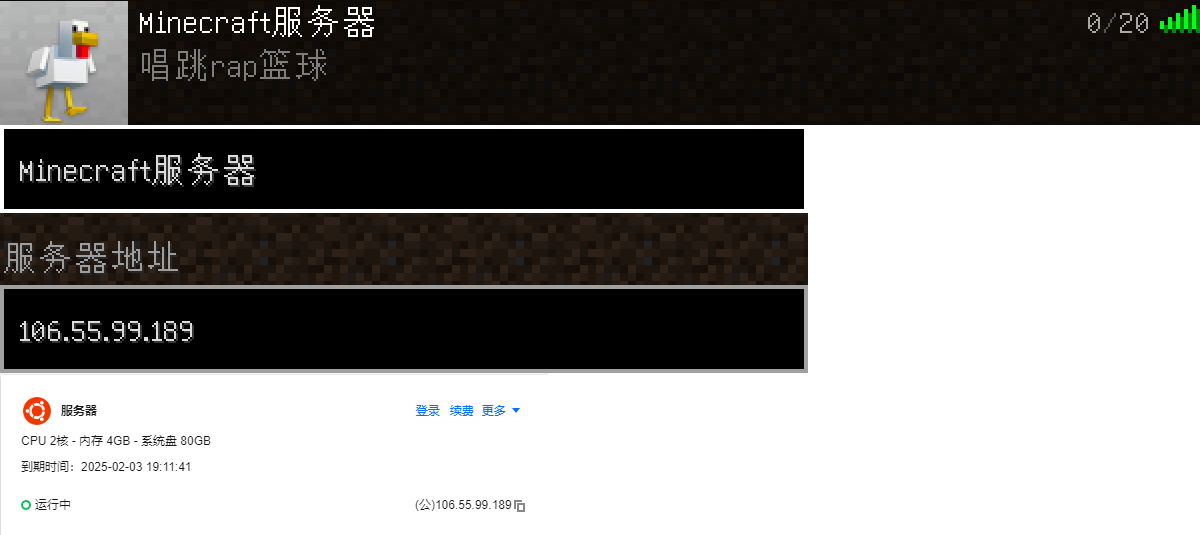 Minecraft服务器 0/20
唱跳rap篮球
Minecraft服务器
服务器地址
106.55.99.189
服务器 登录 续费 更多
CPU 2核 - 内存 4GB - 系统盘 80GB
到期时间：2025-02-03 19:11:41
运行中 (公)106.55.99.189